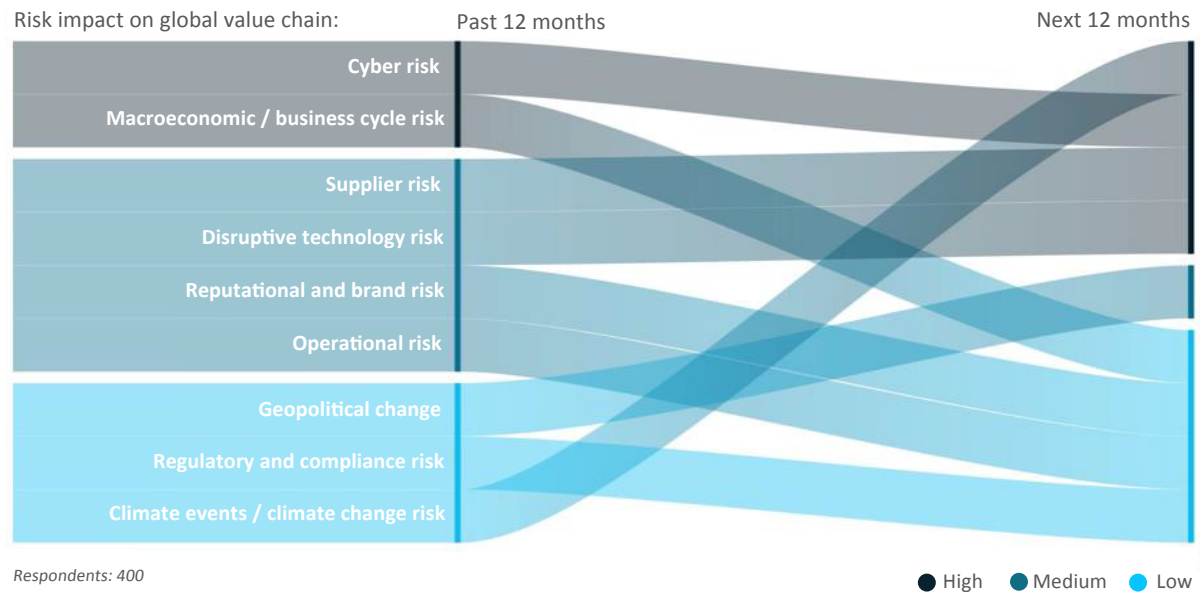 Risk impact on global value chain:
Past 12 months
Next 12 months
Cyber risk
Macroeconomic / business cycle risk
Supplier risk
Disruptive technology risk
Reputational and brand risk
Operational risk
Geopolitical change
Regulatory and compliance risk
Climate events / climate change risk
Respondents: 400
High
Medium
Low